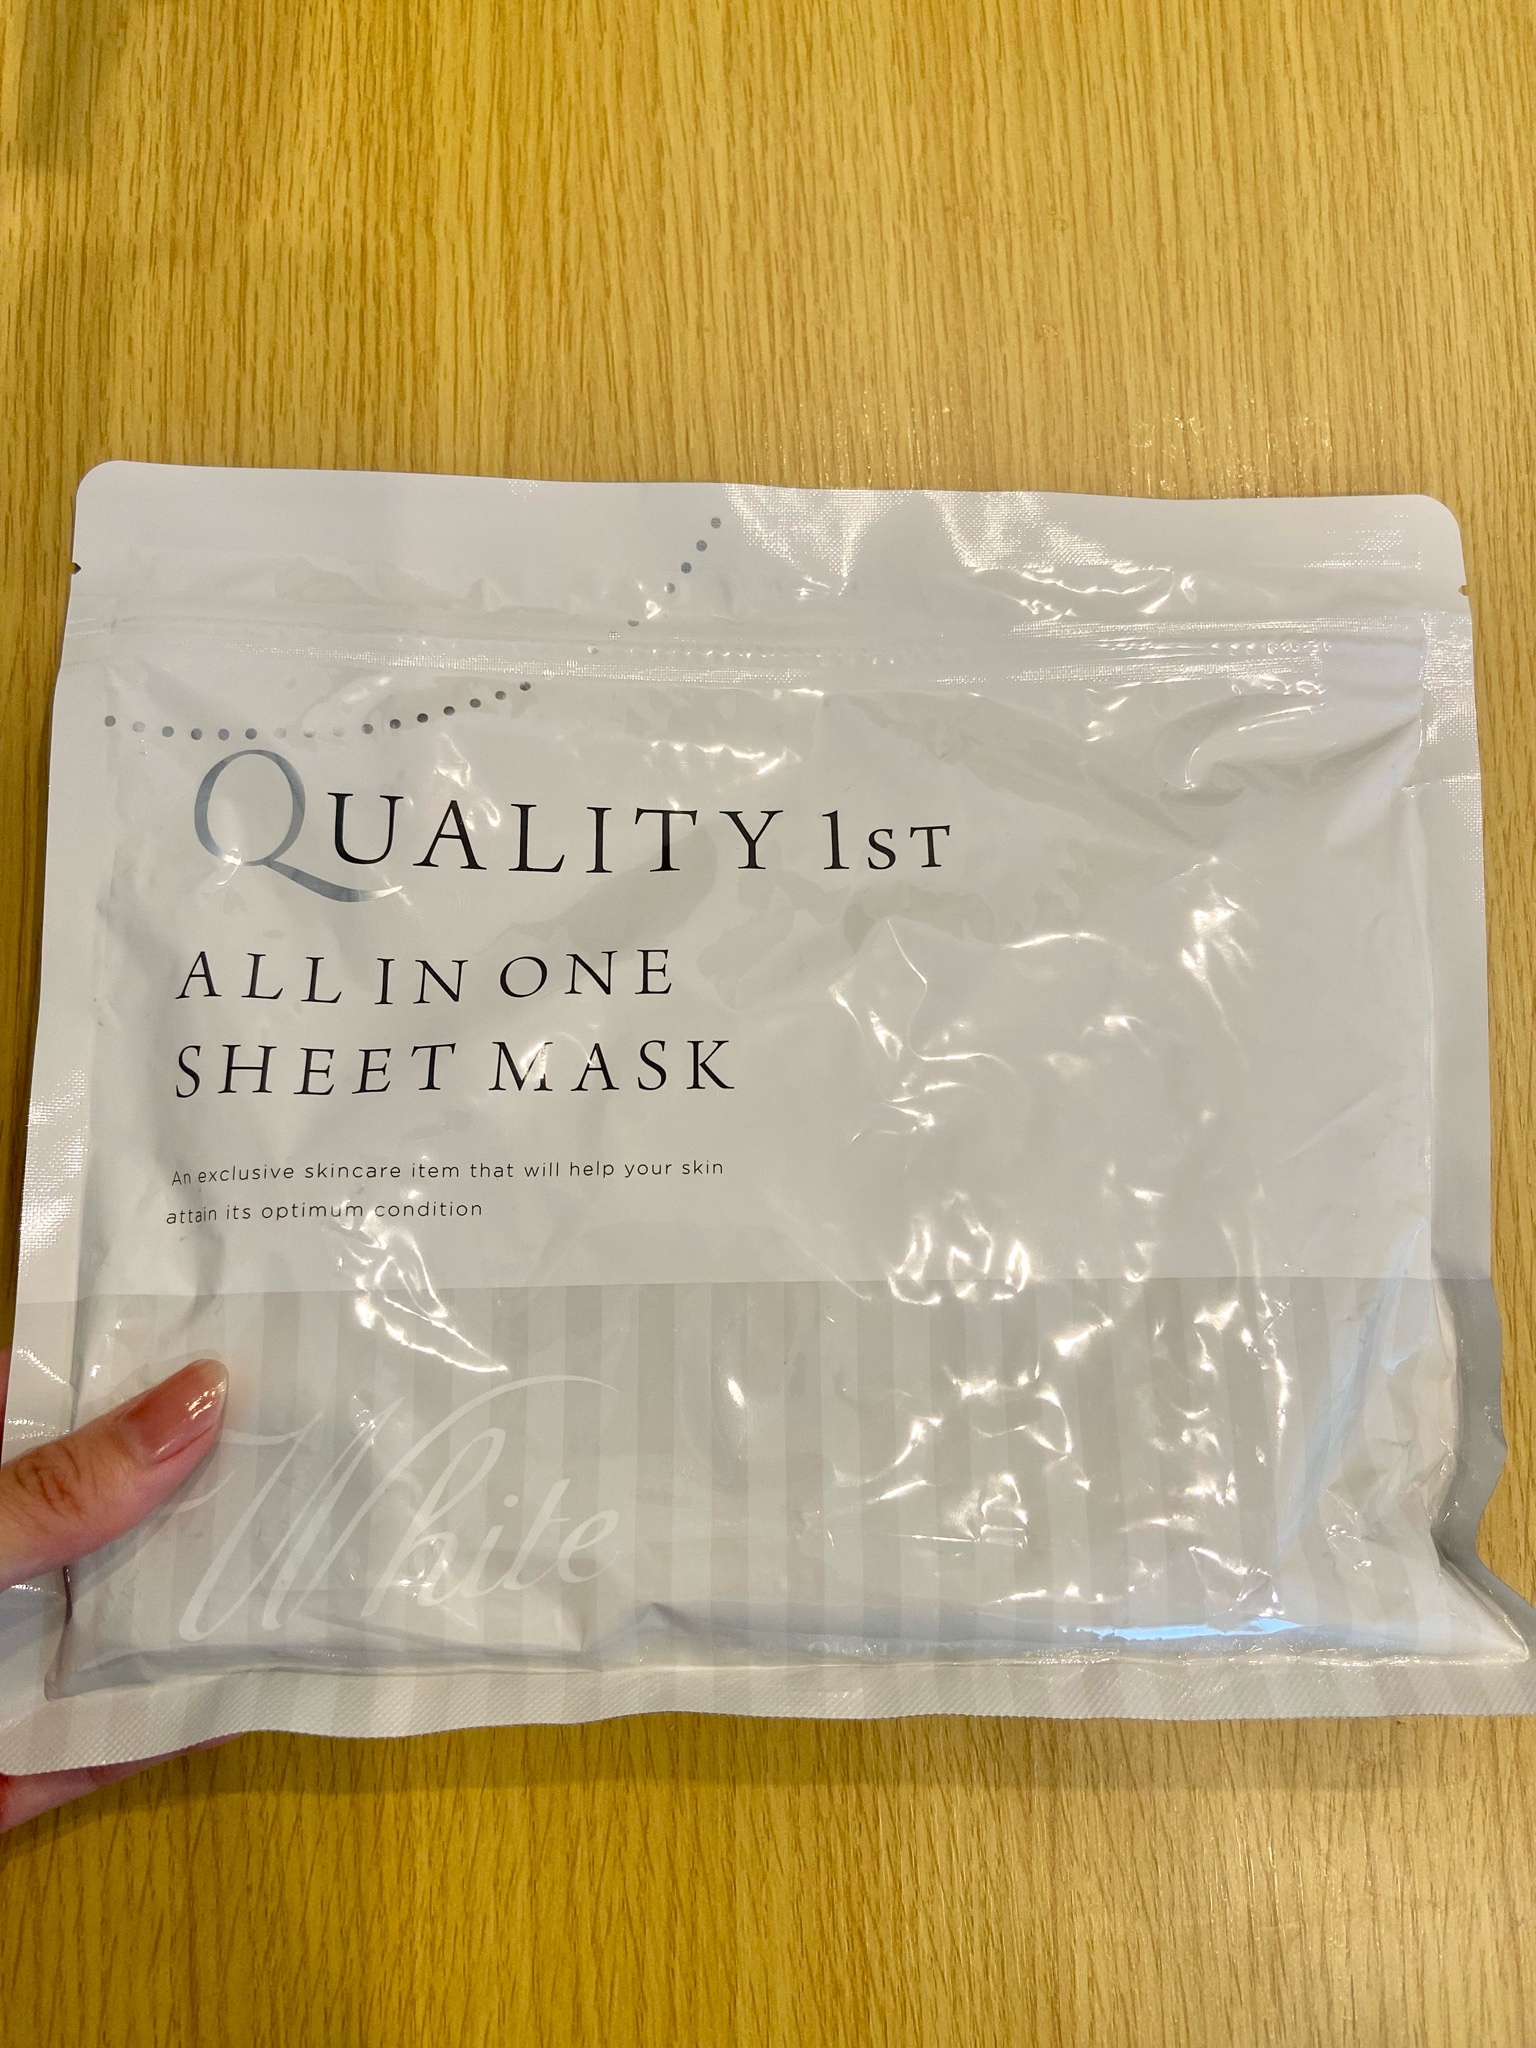 QUALITY 1ST
ALL IN ONE
SHEET MASK
An exclusive skincare item that will help your skin
attain its optimum condition
White